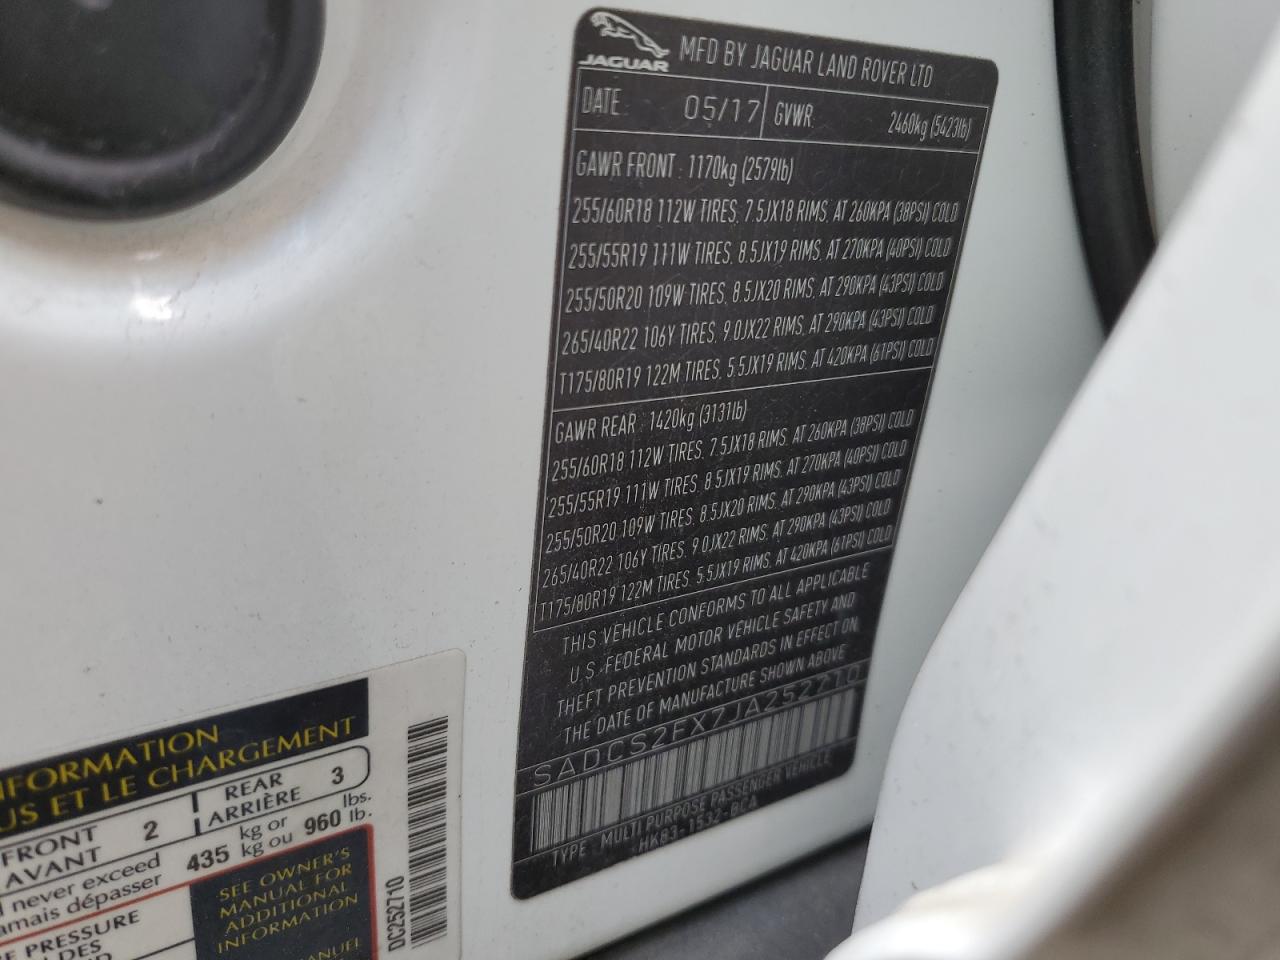 JAGUAR MFD BY JAGUAR LAND ROVER LTD
DATE: 05/17 GVWR: 2460kg (5423lb)
GAWR FRONT : 1170kg (2579lb)
255/60R18 112W TIRES, 7.5JX18 RIMS, AT 260KPA (38PSI) COLD
255/55R19 111W TIRES, 8.5JX19 RIMS, AT 270KPA (40PSI) COLD
255/50R20 109W TIRES, 8.5JX20 RIMS, AT 290KPA (43PSI) COLD
265/40R22 106Y TIRES, 9.0JX22 RIMS, AT 290KPA (43PSI) COLD
T175/80R19 122M TIRES, 5.5JX19 RIMS, AT 420KPA (61PSI) COLD
GAWR REAR : 1420kg (3131lb)
255/60R18 112W TIRES, 7.5JX18 RIMS, AT 260KPA (38PSI) COLD
255/55R19 111W TIRES, 8.5JX19 RIMS, AT 270KPA (40PSI) COLD
255/50R20 109W TIRES, 8.5JX20 RIMS, AT 290KPA (43PSI) COLD
265/40R22 106Y TIRES, 9.0JX22 RIMS, AT 290KPA (43PSI) COLD
T175/80R19 122M TIRES, 5.5JX19 RIMS, AT 420KPA (61PSI) COLD
THIS VEHICLE CONFORMS TO ALL APPLICABLE
U.S. FEDERAL MOTOR VEHICLE SAFETY AND
THEFT PREVENTION STANDARDS IN EFFECT ON
THE DATE OF MANUFACTURE SHOWN ABOVE
SADCS2FX7JA252710
TYPE : MULTI PURPOSE PASSENGER VEHICLE
HK83-1532-BCA
NFORMATION
US ET LE CHARGEMENT
FRONT 2 REAR 3
AVANT ARRIÈRE
never exceed 435 kg or 960 lbs.
amais dépasser kg ou lb.
E PRESSURE
DES
SEE OWNER'S
MANUAL FOR
ADDITIONAL
INFORMATION
ANUEL
DC252710